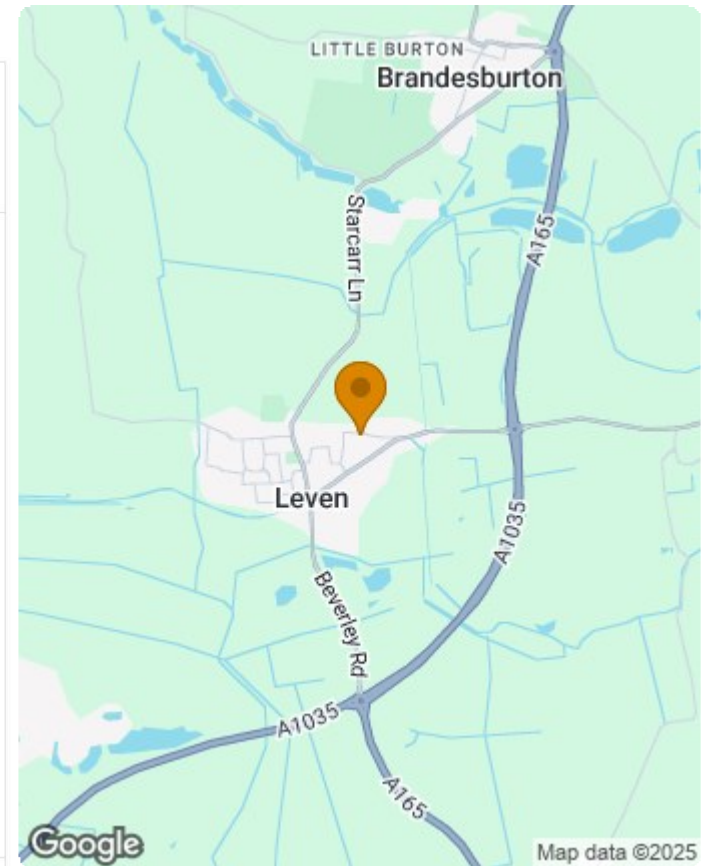 LITTLE BURTON
Brandesburton
Starcarr Ln
A165
Leven
A1035
Beverley Rd
A1035
A165
Google
Map data ©2025